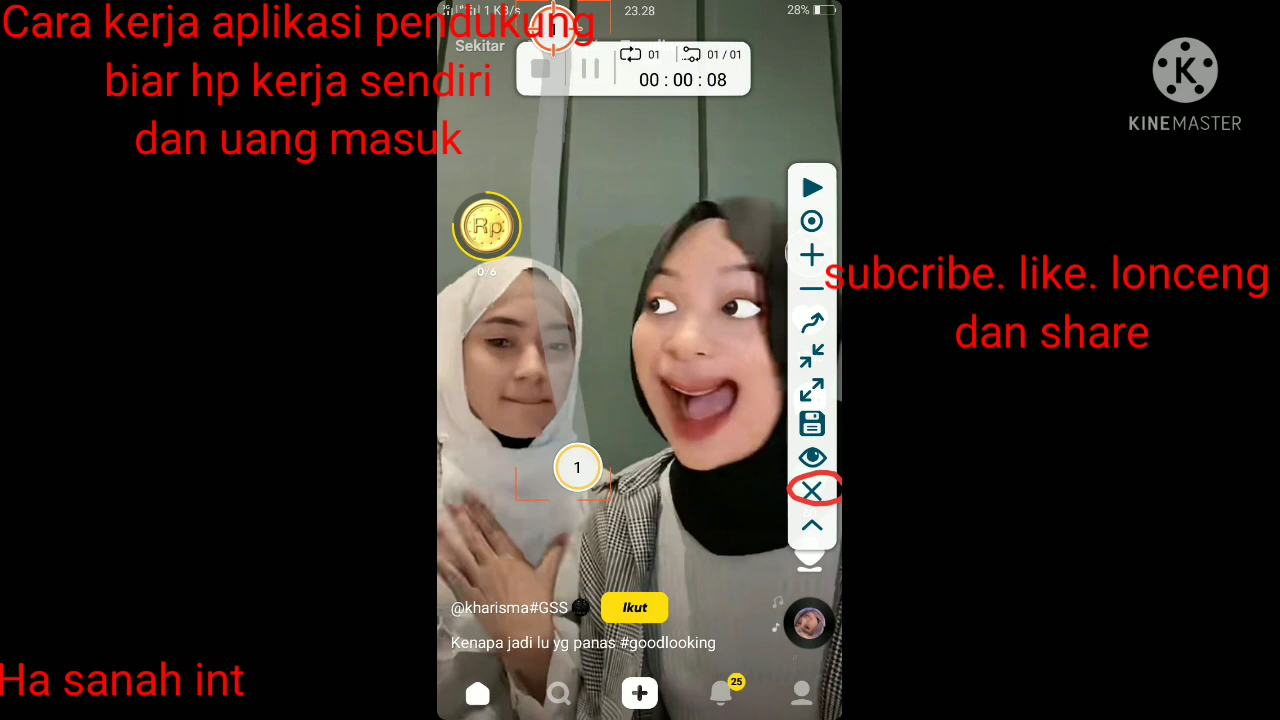 Cara kerja aplikasi pendukung
biar hp kerja sendiri
dan uang masuk
1 KB/s
23.28
28%
Sekitar
01
01 / 01
00 : 00 : 08
KINEMASTER
Rp
0/6
subcribe. like. lonceng
dan share
1
@kharisma#GSS
Ikut
Kenapa jadi lu yg panas #goodlooking
Ha sanah int
25